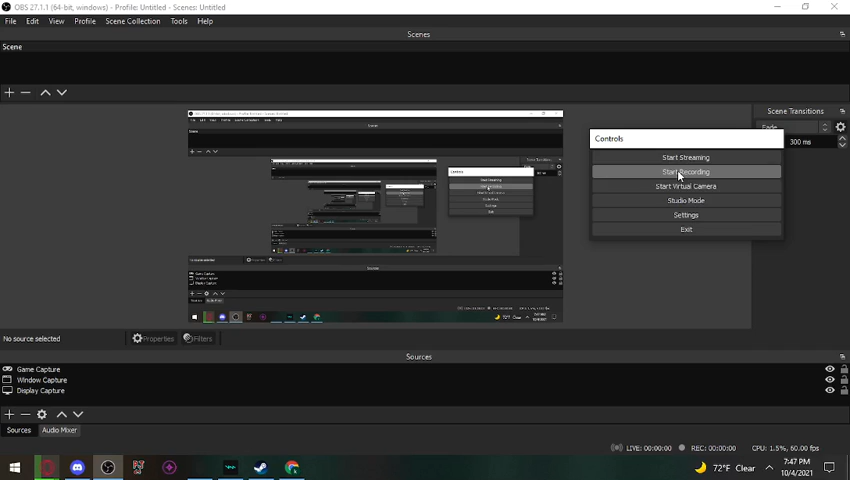 OBS 27.1.1 (64-bit, windows) - Profile: Untitled - Scenes: Untitled
File Edit View Profile Scene Collection Tools Help
Scenes
Scene
Scene Transitions
Fade
300 ms
Controls
Start Streaming
Start Recording
Start Virtual Camera
Studio Mode
Settings
Exit
No source selected
Properties
Filters
Sources
Game Capture
Window Capture
Display Capture
Sources Audio Mixer
LIVE: 00:00:00 REC: 00:00:00 CPU: 1.5%, 60.00 fps
72°F Clear
7:47 PM
10/4/2021